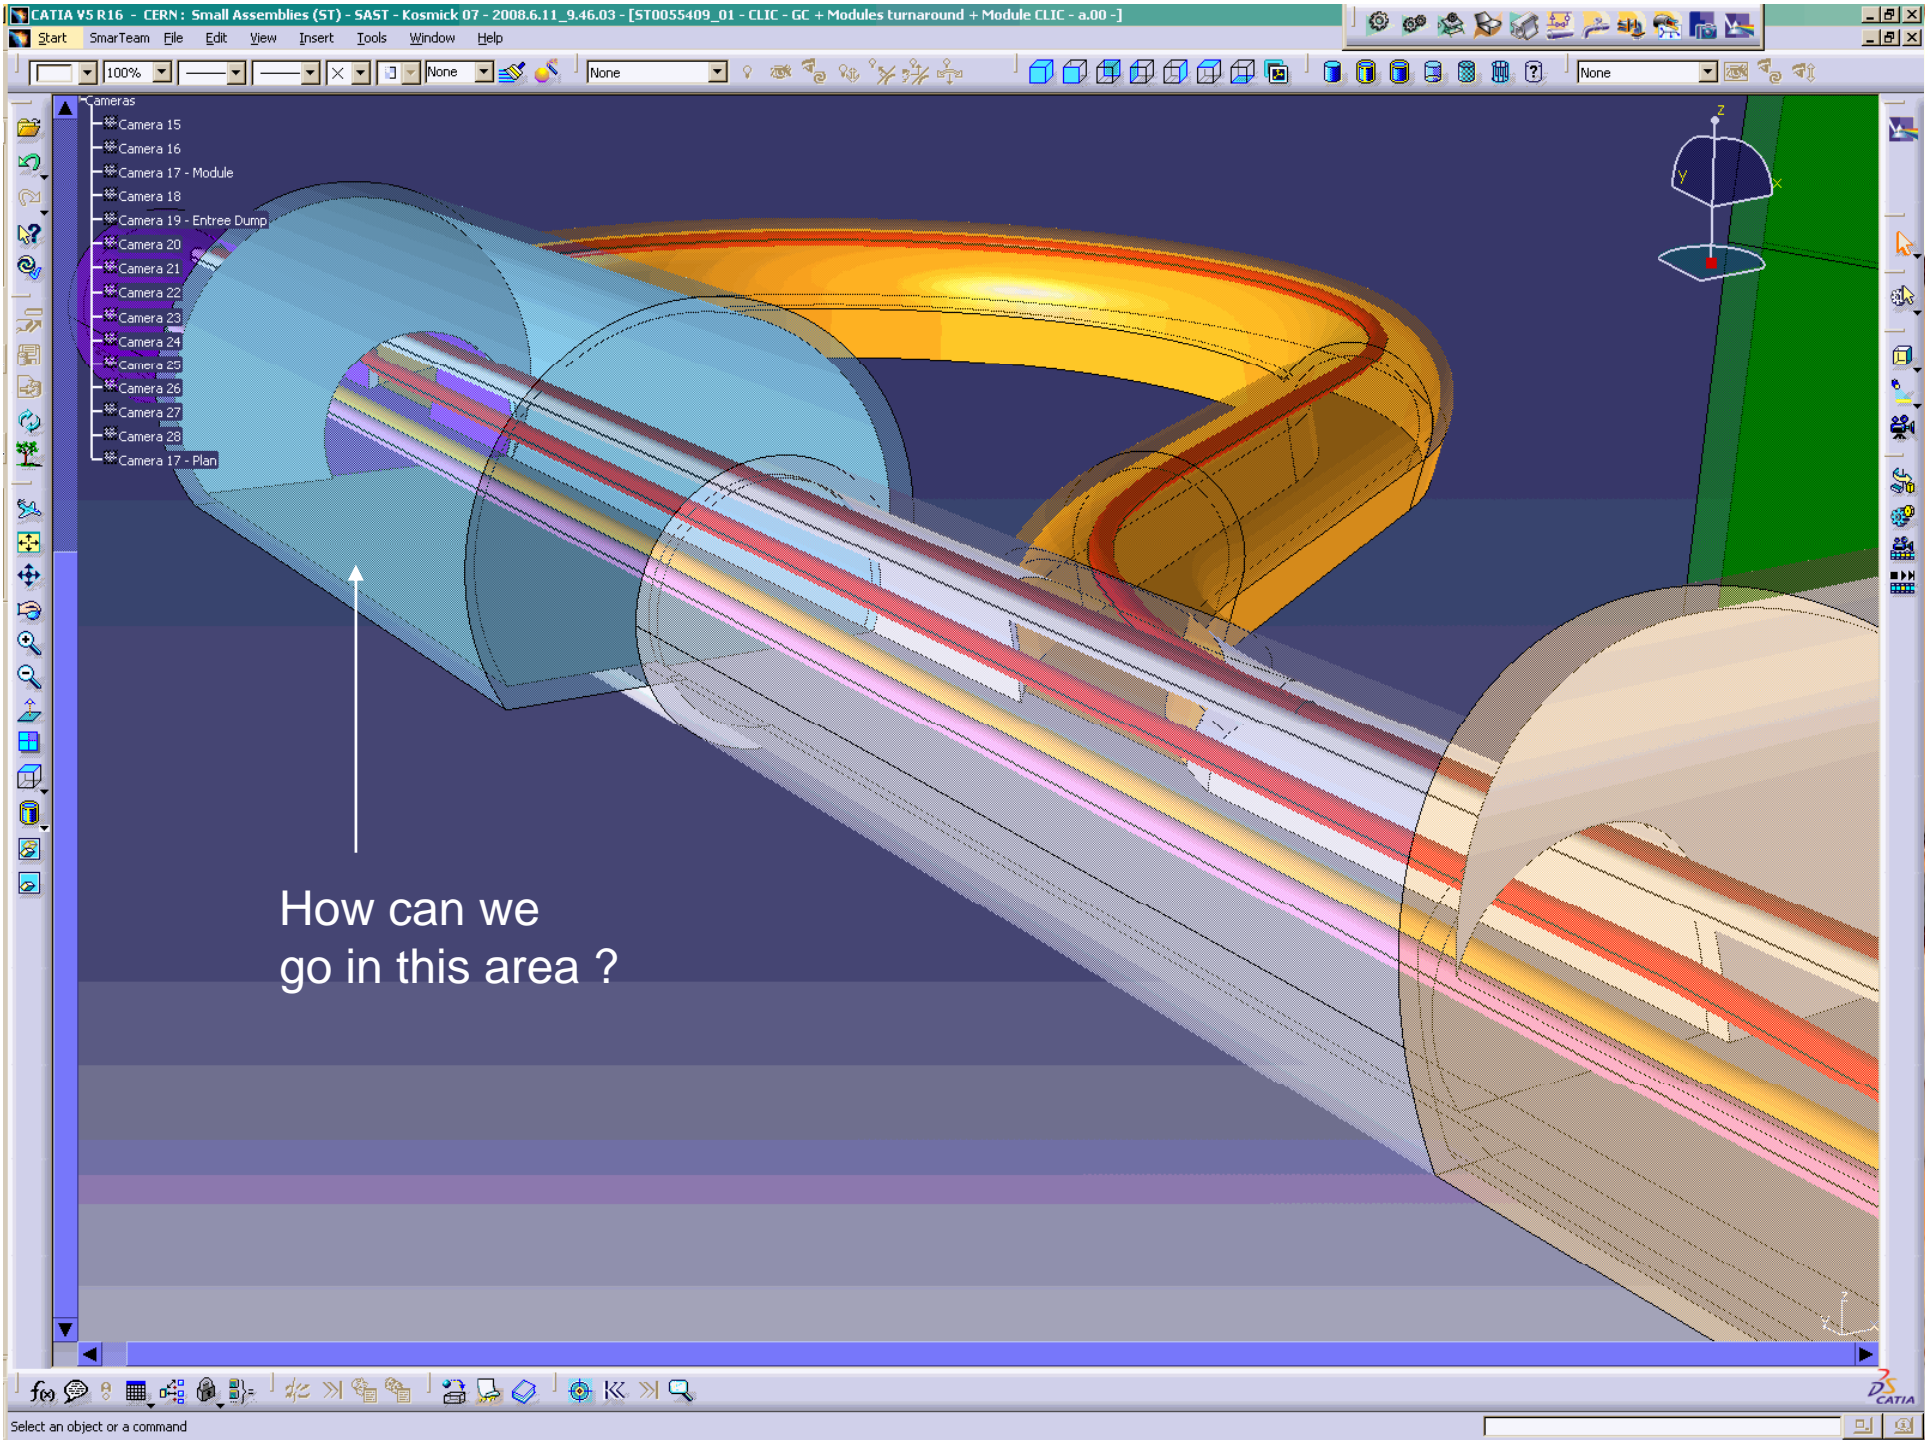 CATIA V5 R16 - CERN : Small Assemblies (ST) - SAST - Kosmick 07 - 2008.6.11_9.46.03 - [ST0055409_01 - CLIC - GC + Modules turnaround + Module CLIC - a.00 -]
Start SmarTeam File Edit View Insert Tools Window Help
100% None None None
Cameras
Camera 15
Camera 16
Camera 17 - Module
Camera 18
Camera 19 - Entree Dump
Camera 20
Camera 21
Camera 22
Camera 23
Camera 24
Camera 25
Camera 26
Camera 27
Camera 28
Camera 17 - Plan
z
y x
How can we
go in this area ?
z
CATIA
Select an object or a command